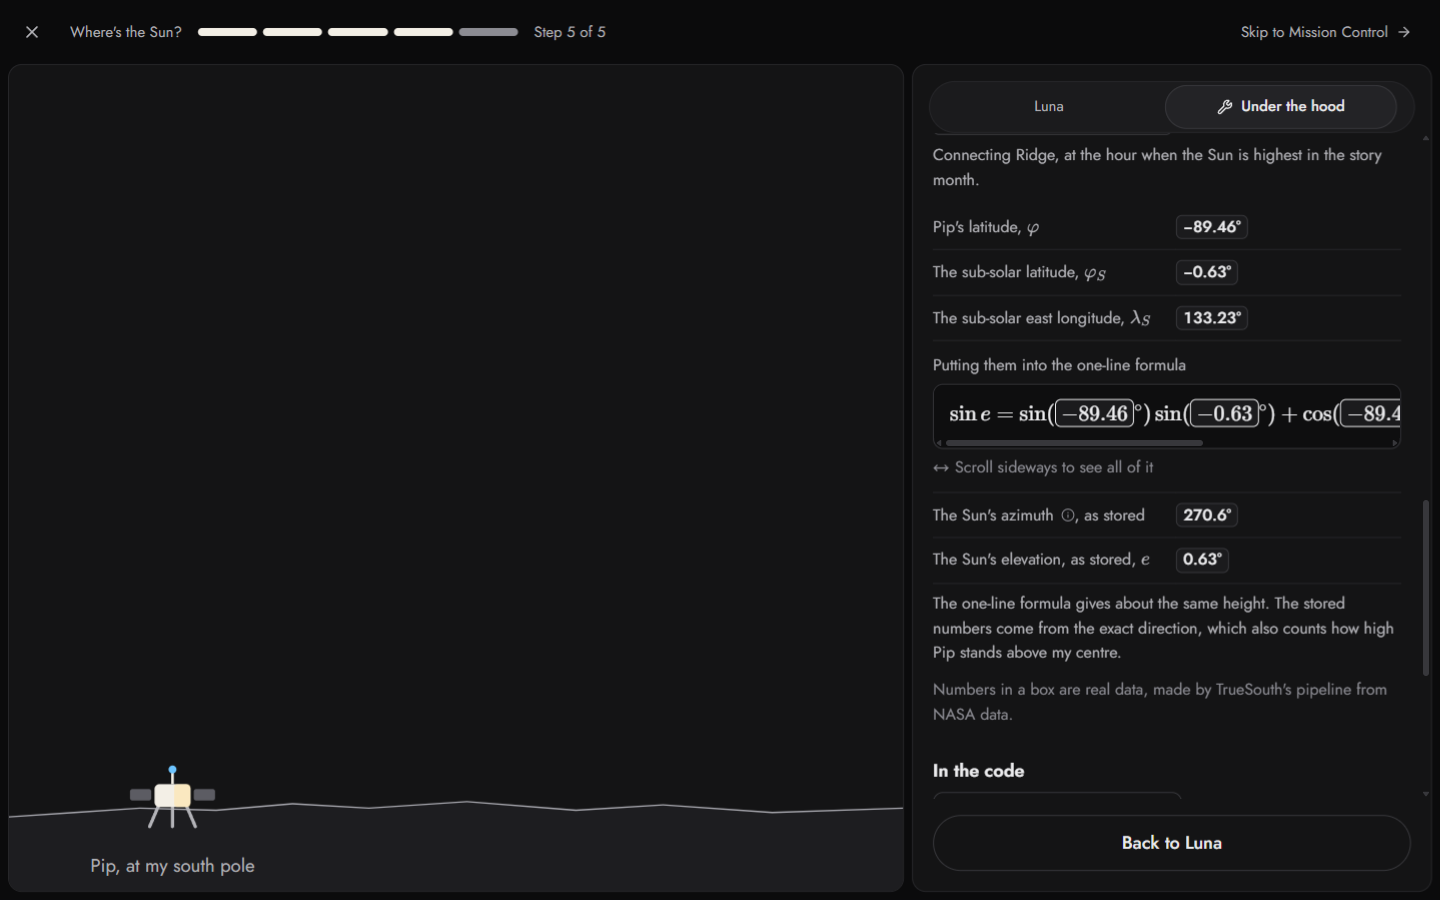 Where's the Sun?
Step 5 of 5
Skip to Mission Control →
Luna
Under the hood
Connecting Ridge, at the hour when the Sun is highest in the story
month.
Pip's latitude, φ −89.46°
The sub-solar latitude, φS −0.63°
The sub-solar east longitude, λS 133.23°
Putting them into the one-line formula
sin e = sin(−89.46°) sin(−0.63°) + cos(−89.4
↔ Scroll sideways to see all of it
The Sun's azimuth ⓘ, as stored 270.6°
The Sun's elevation, as stored, e 0.63°
The one-line formula gives about the same height. The stored
numbers come from the exact direction, which also counts how high
Pip stands above my centre.
Numbers in a box are real data, made by TrueSouth's pipeline from
NASA data.
In the code
Back to Luna
Pip, at my south pole